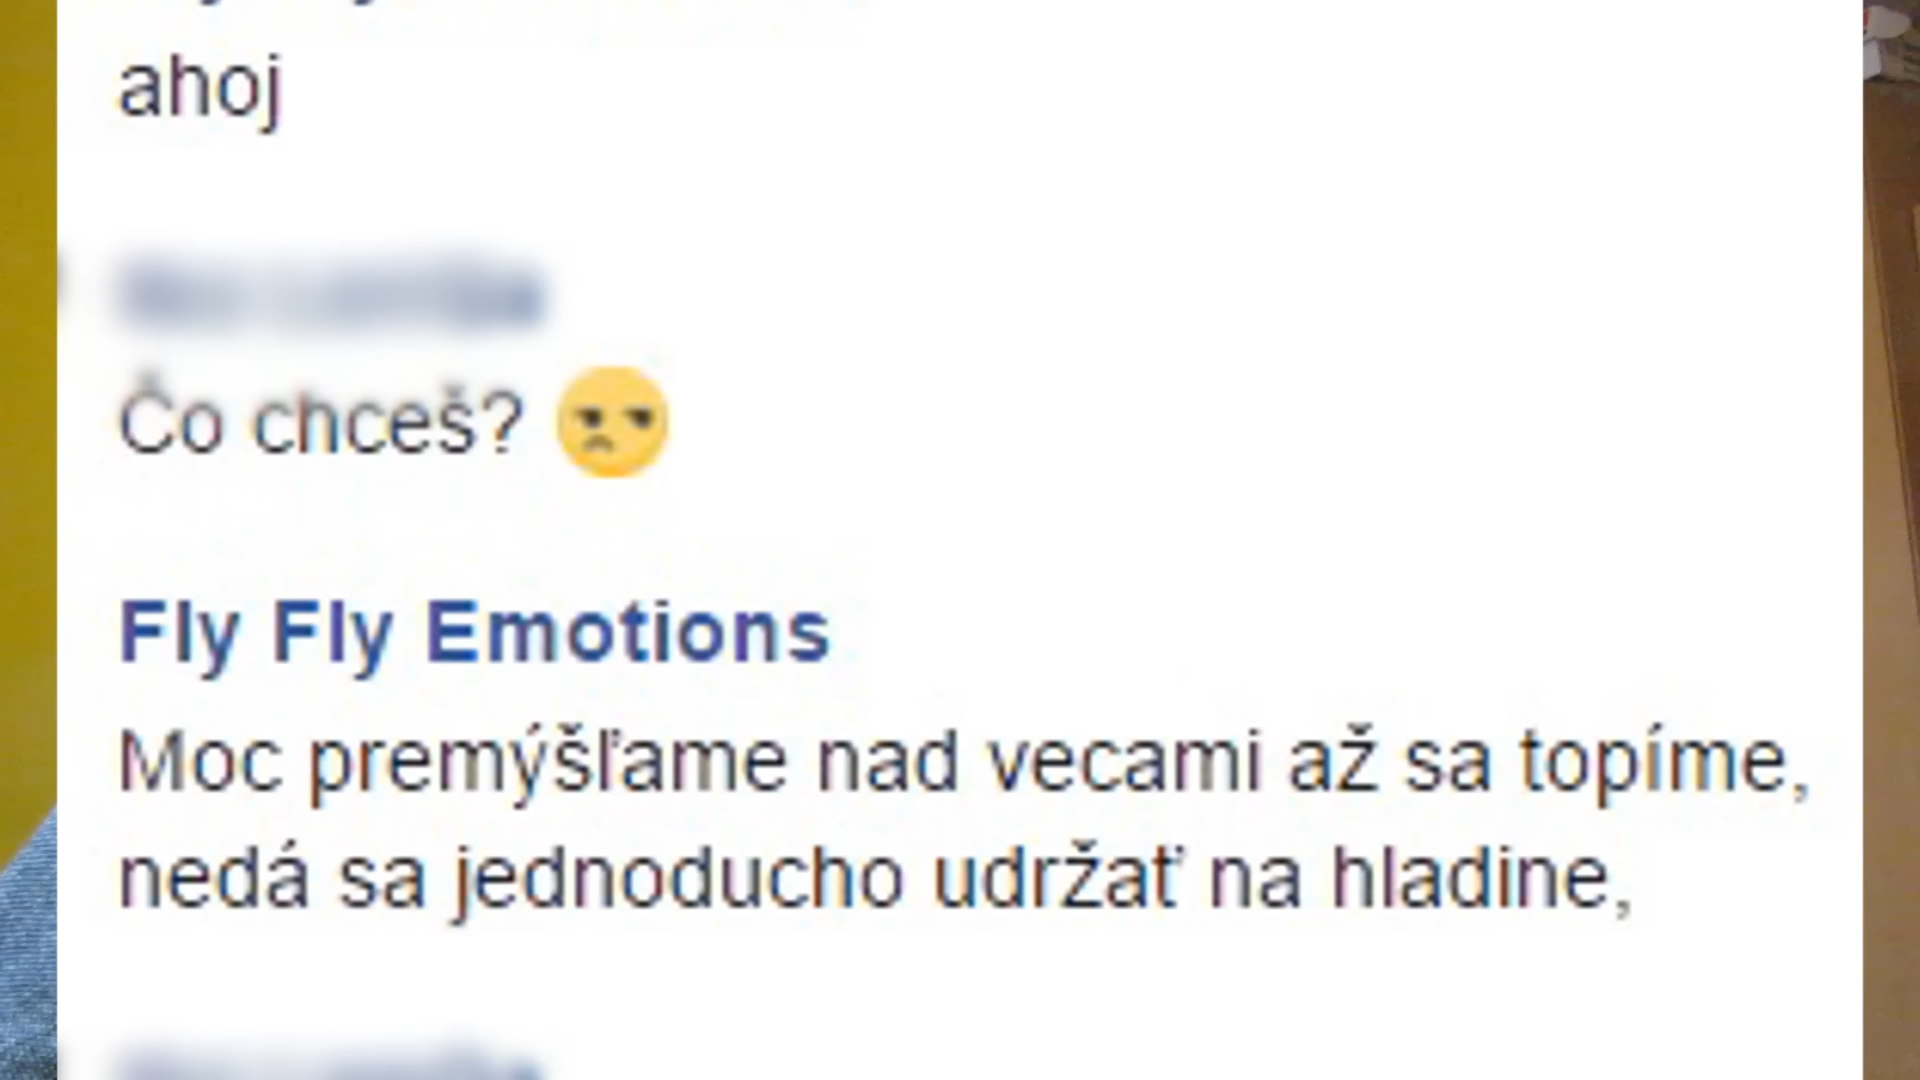 ahoj
Čo chceš? 😒
Fly Fly Emotions
Moc premýšľame nad vecami až sa topíme,
nedá sa jednoducho udržať na hladine,